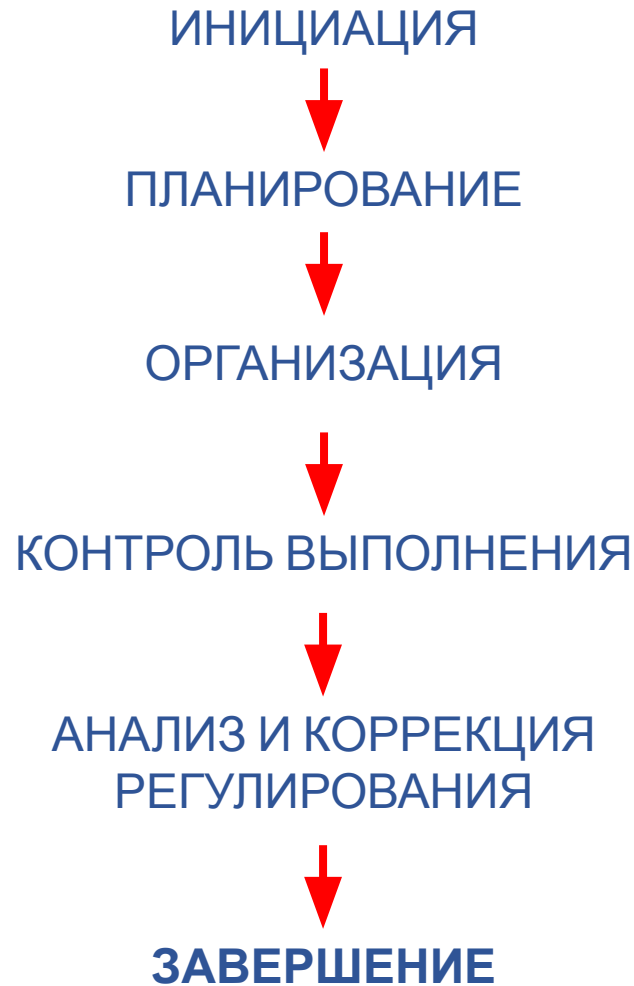 ИНИЦИАЦИЯ
ПЛАНИРОВАНИЕ
ОРГАНИЗАЦИЯ
КОНТРОЛЬ ВЫПОЛНЕНИЯ
АНАЛИЗ И КОРРЕКЦИЯ
РЕГУЛИРОВАНИЯ
ЗАВЕРШЕНИЕ